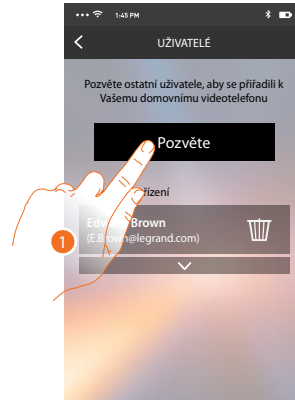 1:45 PM
UŽIVATELÉ
Pozvěte ostatní uživatele, aby se přiřadili k
Vašemu domovnímu videotelefonu
Pozvěte
Brown
(E.Brown@legrand.com)
1